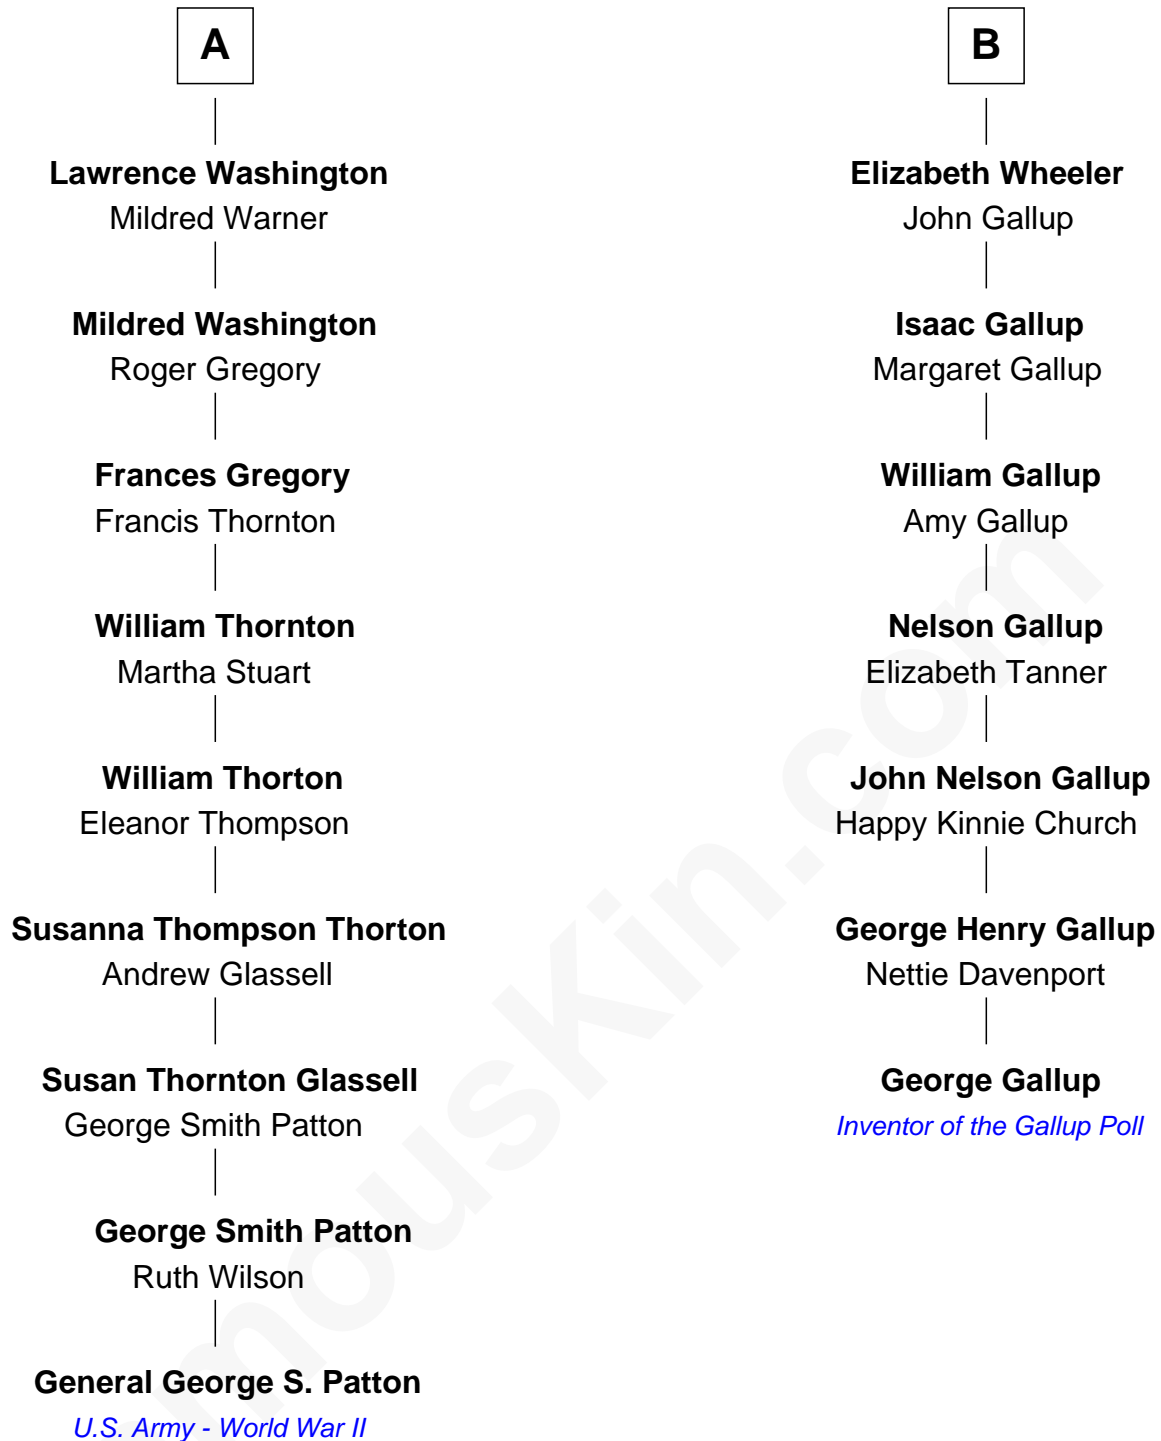 A
Lawrence Washington
Mildred Warner
Mildred Washington
Roger Gregory
Frances Gregory
Francis Thornton
William Thornton
Martha Stuart
William Thorton
Eleanor Thompson
Susanna Thompson Thorton
Andrew Glassell
Susan Thornton Glassell
George Smith Patton
George Smith Patton
Ruth Wilson
General George S. Patton
U.S. Army - World War II
B
Elizabeth Wheeler
John Gallup
Isaac Gallup
Margaret Gallup
William Gallup
Amy Gallup
Nelson Gallup
Elizabeth Tanner
John Nelson Gallup
Happy Kinnie Church
George Henry Gallup
Nettie Davenport
George Gallup
Inventor of the Gallup Poll
mouskin.com